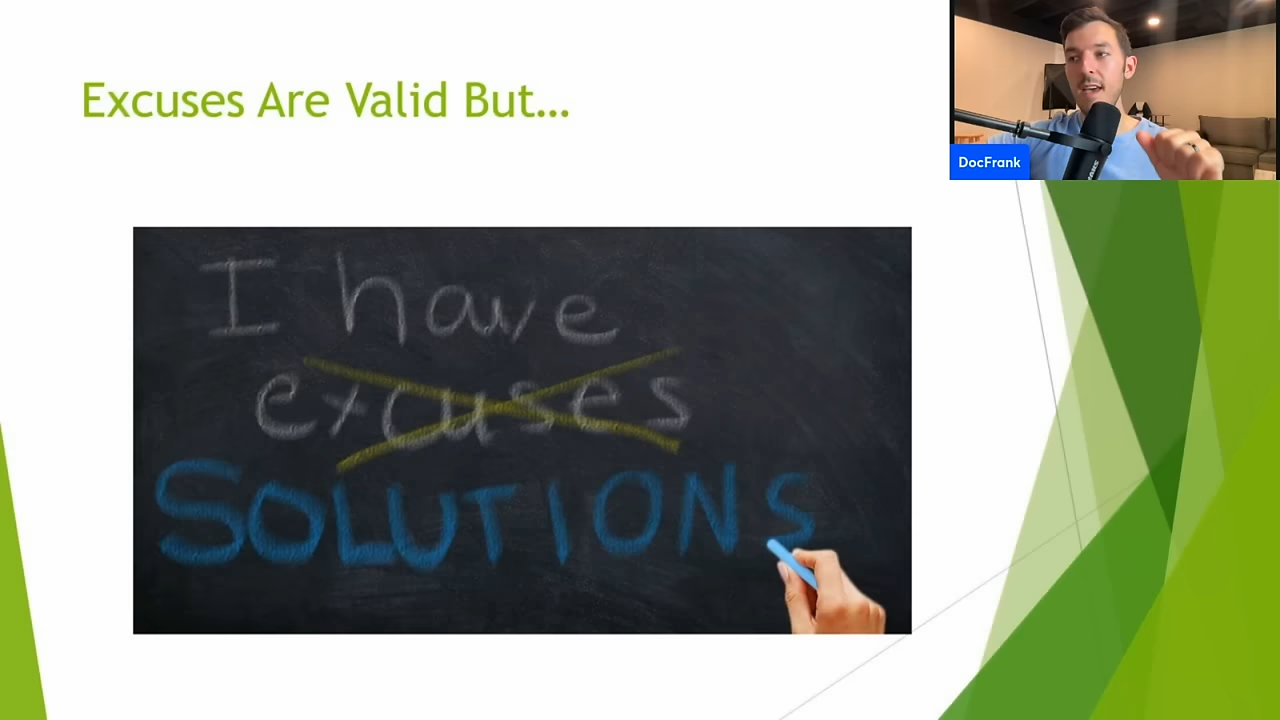 Excuses Are Valid But...
DocFrank
I have
excuses
SOLUTIONS